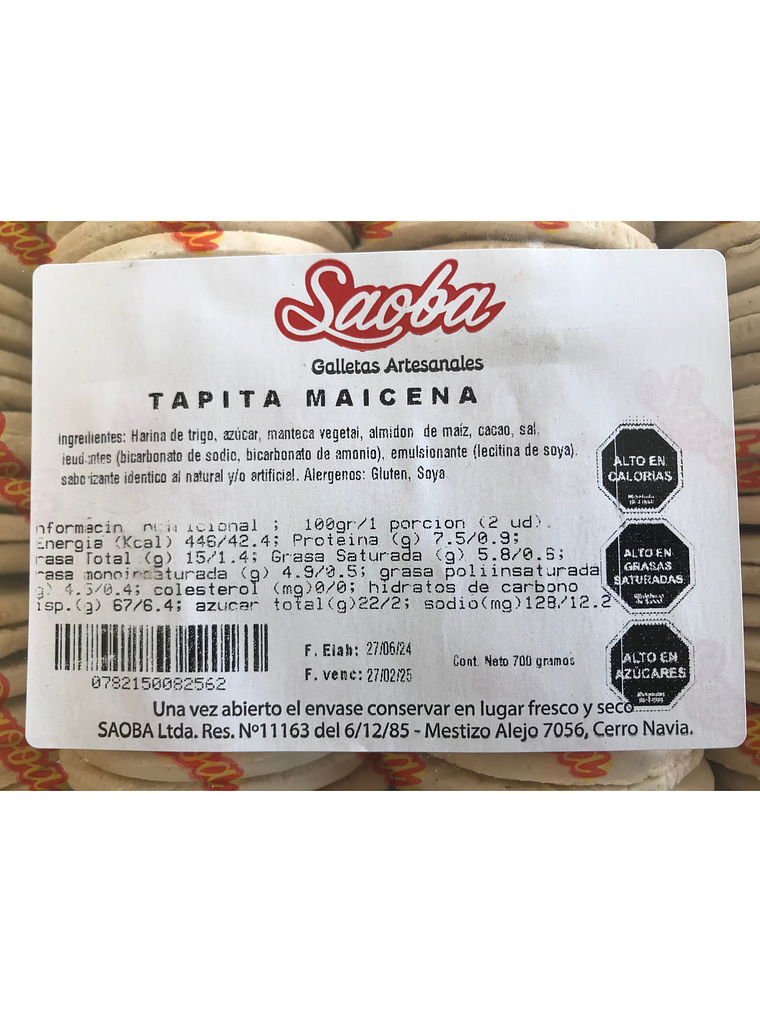 Saoba
Galletas Artesanales
TAPITA MAICENA
Ingredientes: Harina de trigo, azúcar, manteca vegetal, almidon de maíz, cacao, sal,
(bicarbonato de sodio, bicarbonato de amonio), emulsionante (lecitina de soya).
identico al natural y/o artificial. Alergenos: Gluten, Soya
nformacin ; 100gr/1 porcion (2 ud).
Energia (Kcal) 446/42.4; Proteina (g) 7.5/0.9;
rasa Total (g) 15/1.4; Grasa Saturada (g) 5.8/0.6;
rasa monoinsaturada (g) 4.9/0.5; grasa poliinsaturada
g) 4.5/0.4; colesterol (mg)0/0; hidratos de carbono
isp.(g) 67/6.4; azucar total(g)22/2; sodio(mg)128/12.2
ALTO EN
CALORÍAS
ALTO EN
GRASAS
SATURADAS
ALTO EN
AZÚCARES
0782150082562
F. Elab: 27/06/24
F. venc: 27/02/25
Cont. Neto 700 gramos
Una vez abierto el envase conservar en lugar fresco y seco
SAOBA Ltda. Res. Nº11163 del 6/12/85 - Mestizo Alejo 7056, Cerro Navia.